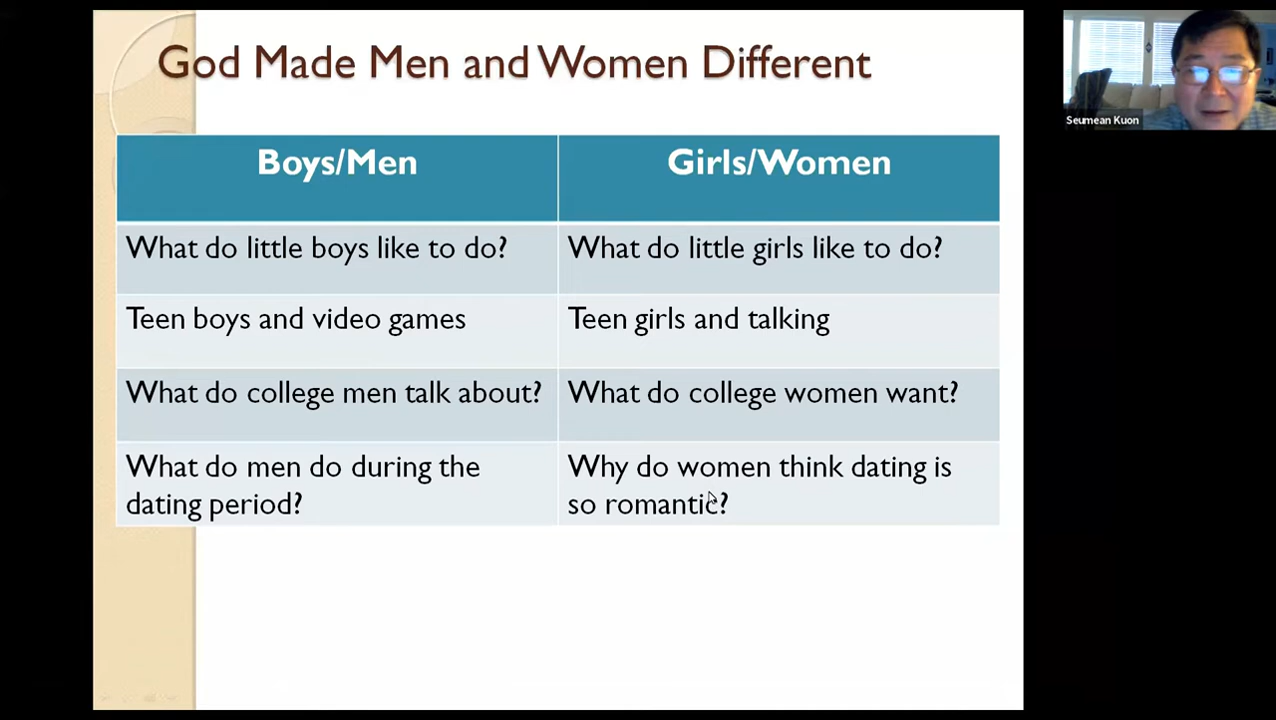 God Made Men and Women Different
Seumean Kuon
Boys/Men
Girls/Women
What do little boys like to do?
What do little girls like to do?
Teen boys and video games
Teen girls and talking
What do college men talk about?
What do college women want?
What do men do during the
dating period?
Why do women think dating is
so romantic?